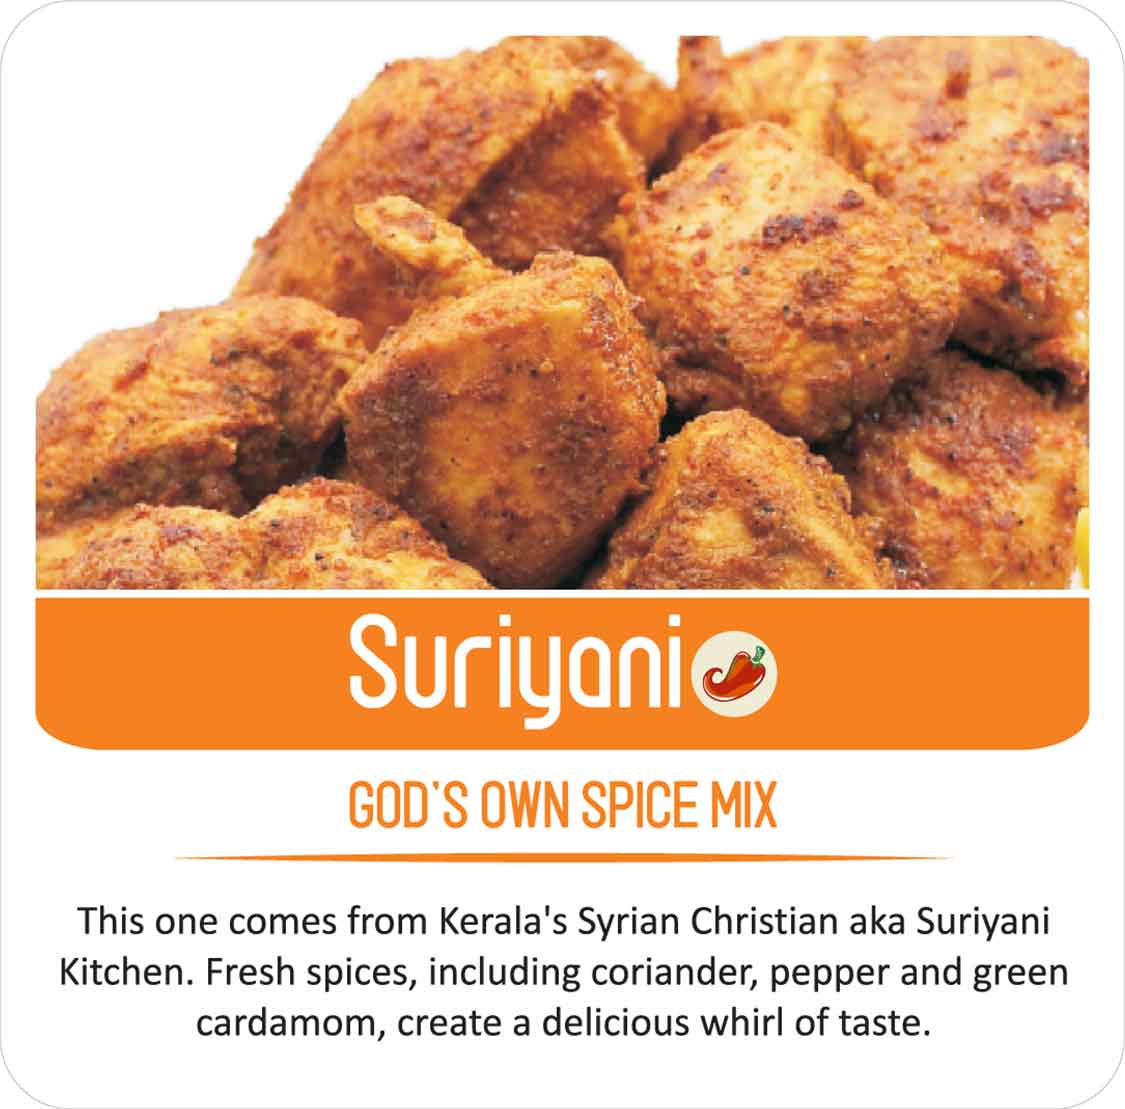 Suriyani
GOD'S OWN SPICE MIX
This one comes from Kerala's Syrian Christian aka Suriyani
Kitchen. Fresh spices, including coriander, pepper and green
cardamom, create a delicious whirl of taste.